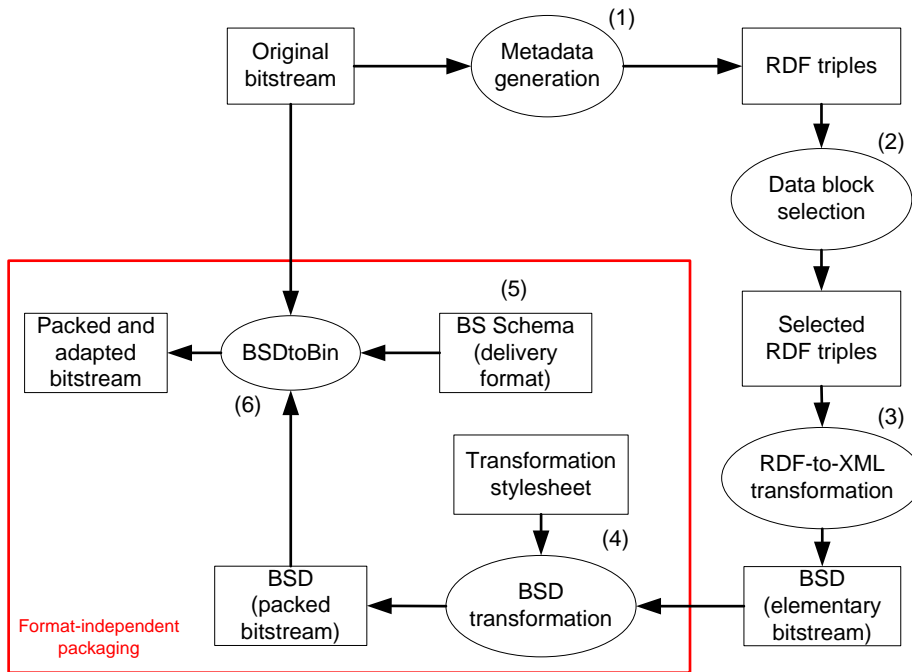 (1)
Original
bitstream
Metadata
generation
RDF triples
(2)
Data block
selection
(5)
Packed and
adapted
bitstream
BSDtoBin
BS Schema
(delivery
format)
Selected
RDF triples
(6)
(3)
Transformation
stylesheet
RDF-to-XML
transformation
(4)
BSD
(packed
bitstream)
BSD
transformation
BSD
(elementary
bitstream)
Format-independent
packaging